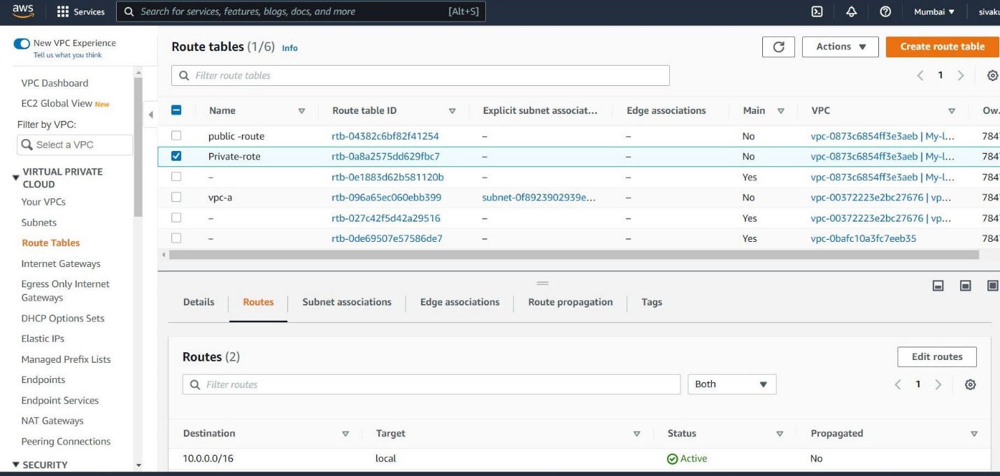 aws Services Search for services, features, blogs, docs, and more [Alt+S] Mumbai sivaku
New VPC Experience
Tell us what you think
VPC Dashboard
EC2 Global View New
Filter by VPC:
Select a VPC
VIRTUAL PRIVATE
CLOUD
Your VPCs
Subnets
Route Tables
Internet Gateways
Egress Only Internet
Gateways
DHCP Options Sets
Elastic IPs
Managed Prefix Lists
Endpoints
Endpoint Services
NAT Gateways
Peering Connections
SECURITY
Route tables (1/6) Info Actions Create route table
Filter route tables 1
Name Route table ID Explicit subnet associat... Edge associations Main VPC Ow.
public -route rtb-04382c6bf82f41254 – – No vpc-0873c6854ff3e3aeb | My-l... 784
Private-rote rtb-0a8a2575dd629fbc7 – – No vpc-0873c6854ff3e3aeb | My-l... 784
– rtb-0e1883d62b581120b – – Yes vpc-0873c6854ff3e3aeb | My-l... 784
vpc-a rtb-096a65ec060ebb399 subnet-0f8923902939e... – No vpc-00372223e2bc27676 | vp... 784
– rtb-027c42f5d42a29516 – – Yes vpc-00372223e2bc27676 | vp... 784
– rtb-0de69507e57586de7 – – Yes vpc-0bafc10a3fc7eeb35 784
Details Routes Subnet associations Edge associations Route propagation Tags
Routes (2) Edit routes
Filter routes Both 1
Destination Target Status Propagated
10.0.0.0/16 local Active No